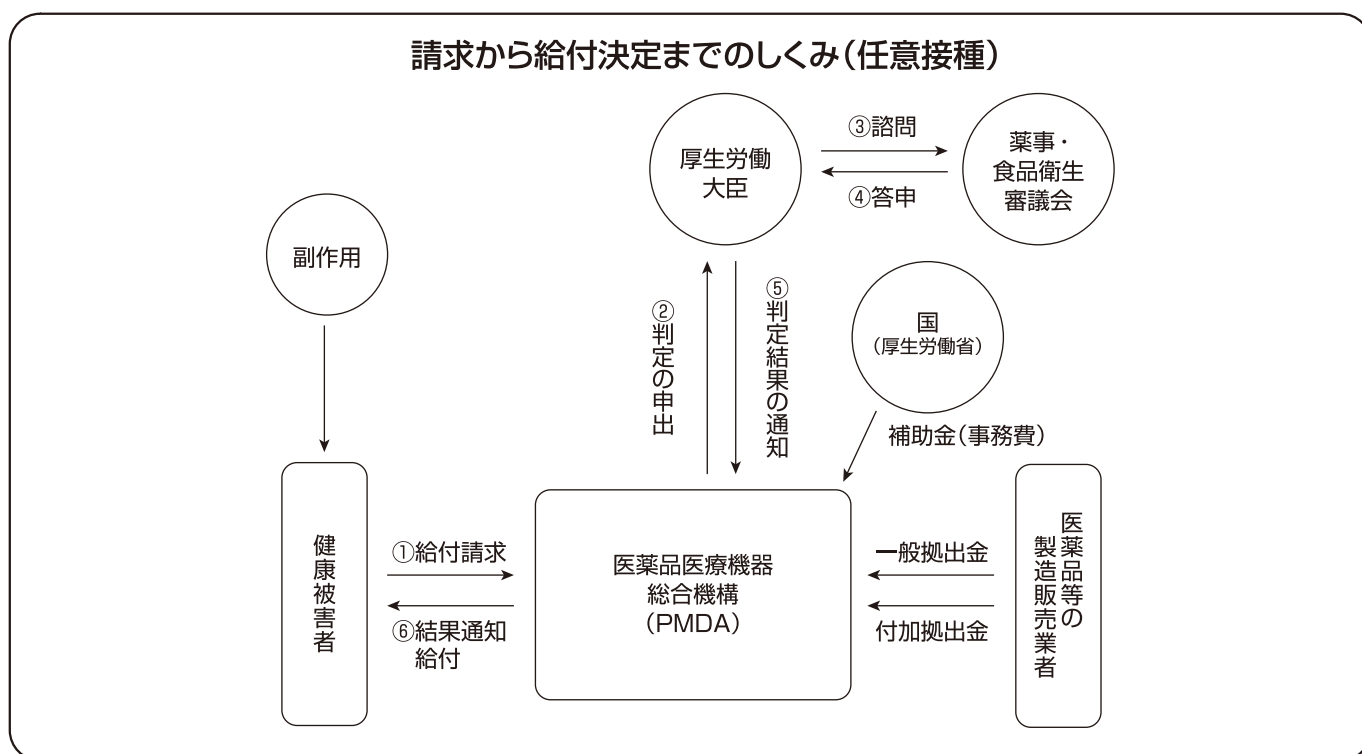 請求から給付決定までのしくみ（任意接種）
③諮問
厚生労働
大臣
薬事・
食品衛生
審議会
④答申
副作用
②判定の申出
⑤判定結果の通知
国
（厚生労働省）
補助金（事務費）
健康被害者
①給付請求
⑥結果通知
給付
医薬品医療機器
総合機構
（PMDA）
一般拠出金
付加拠出金
医薬品等の
製造販売業者